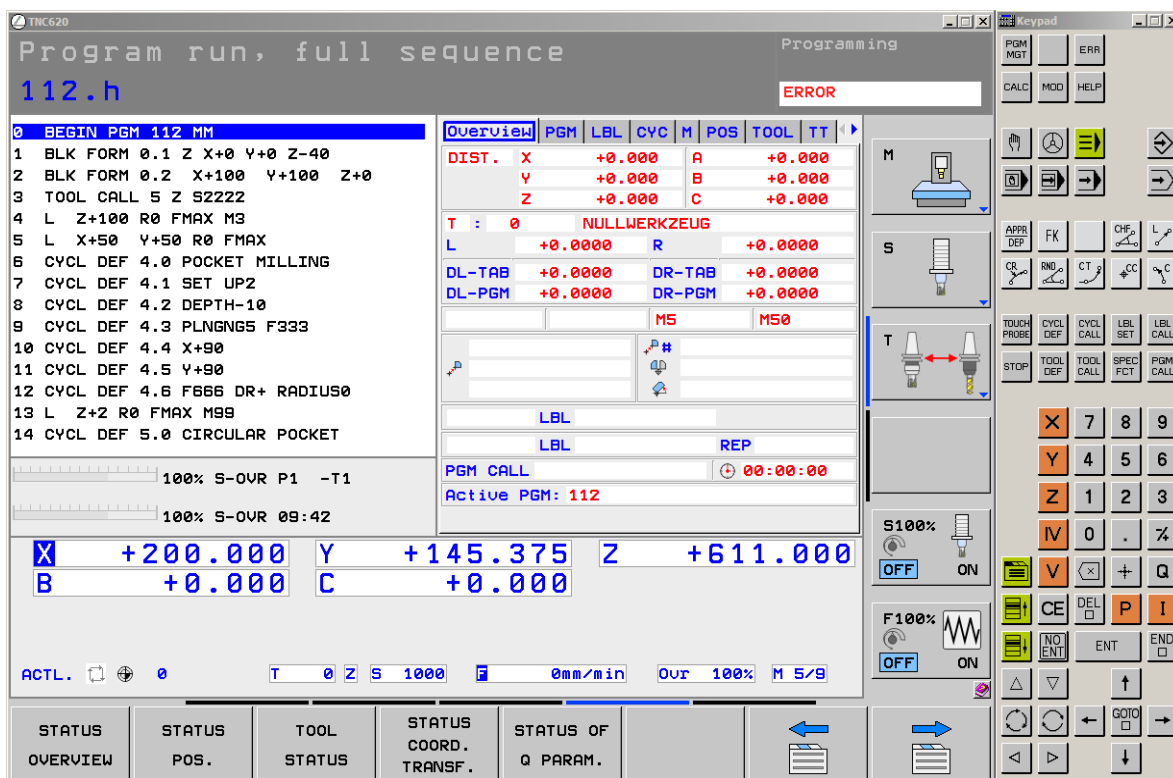 TNC620
Program run, full sequence
Programming
112.h
ERROR
0 BEGIN PGM 112 MM
1 BLK FORM 0.1 Z X+0 Y+0 Z-40
2 BLK FORM 0.2 X+100 Y+100 Z+0
3 TOOL CALL 5 Z S2222
4 L Z+100 R0 FMAX M3
5 L X+50 Y+50 R0 FMAX
6 CYCL DEF 4.0 POCKET MILLING
7 CYCL DEF 4.1 SET UP2
8 CYCL DEF 4.2 DEPTH-10
9 CYCL DEF 4.3 PLNGNG5 F333
10 CYCL DEF 4.4 X+90
11 CYCL DEF 4.5 Y+90
12 CYCL DEF 4.6 F666 DR+ RADIUS0
13 L Z+2 R0 FMAX M99
14 CYCL DEF 5.0 CIRCULAR POCKET
100% S-OVR P1 -T1
100% S-OVR 09:42
Overview PGM LBL CYC M POS TOOL TT
DIST. X +0.000 A +0.000
Y +0.000 B +0.000
Z +0.000 C +0.000
T : 0 NULLWERKZEUG
L +0.0000 R +0.0000
DL-TAB +0.0000 DR-TAB +0.0000
DL-PGM +0.0000 DR-PGM +0.0000
M5 M50
#
LBL
LBL REP
PGM CALL 00:00:00
Active PGM: 112
M
S
T
S100%
OFF ON
F100%
OFF ON
X +200.000 Y +145.375 Z +611.000
B +0.000 C +0.000
ACTL. 0 T 0 Z S 1000 F 0mm/min Ovr 100% M 5/9
STATUS OVERVIEW
STATUS POS.
TOOL STATUS
STATUS COORD. TRANSF.
STATUS OF Q PARAM.
Keypad
PGM MGT ERR
CALC MOD HELP
APPR DEP FK CHF L
CR RND CT CC C
TOUCH PROBE CYCL DEF CYCL CALL LBL SET LBL CALL
STOP TOOL DEF TOOL CALL SPEC FCT PGM CALL
X 7 8 9
Y 4 5 6
Z 1 2 3
IV 0 . 7/+
V Q
CE DEL P I
NO ENT ENT END
GOTO